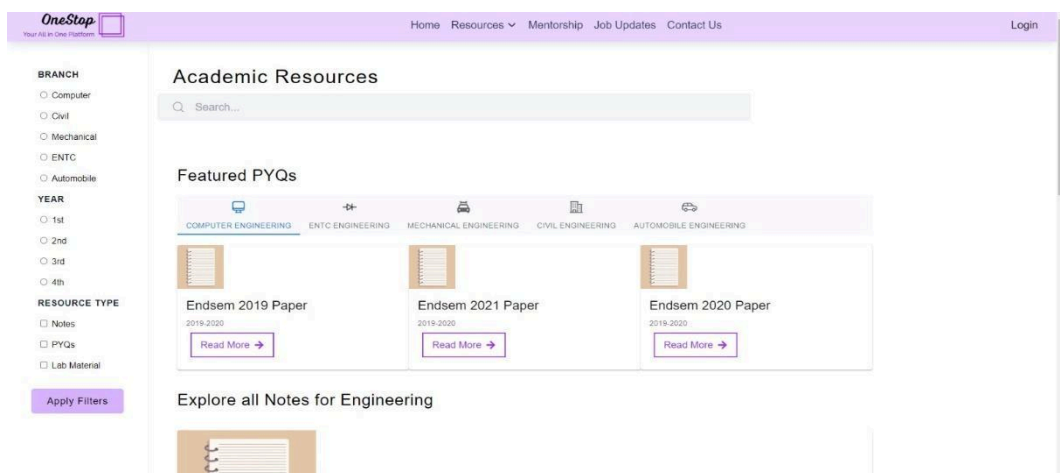 OneStop
Your All in One Platform
Home Resources Mentorship Job Updates Contact Us
Login
BRANCH
Computer
Civil
Mechanical
ENTC
Automobile
YEAR
1st
2nd
3rd
4th
RESOURCE TYPE
Notes
PYQs
Lab Material
Apply Filters
Academic Resources
Search...
Featured PYQs
COMPUTER ENGINEERING ENTC ENGINEERING MECHANICAL ENGINEERING CIVIL ENGINEERING AUTOMOBILE ENGINEERING
Endsem 2019 Paper
2019-2020
Read More →
Endsem 2021 Paper
2019-2020
Read More →
Endsem 2020 Paper
2019-2020
Read More →
Explore all Notes for Engineering